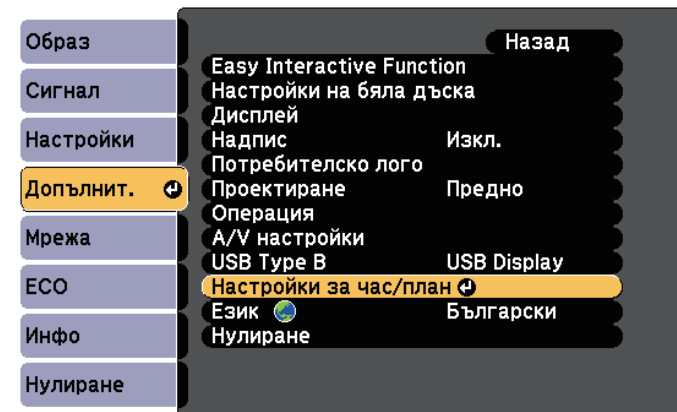 Образ
Сигнал
Настройки
Допълнит.
Мрежа
ECO
Инфо
Нулиране
Назад
Easy Interactive Function
Настройки на бяла дъска
Дисплей
Надпис Изкл.
Потребителско лого
Проектиране Предно
Операция
A/V настройки
USB Type B USB Display
Настройки за час/план
Език Български
Нулиране